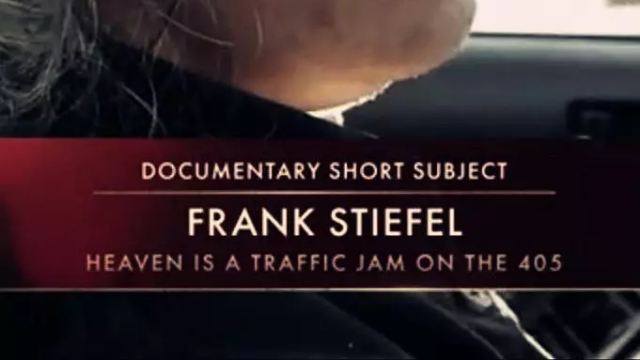 DOCUMENTARY SHORT SUBJECT
FRANK STIEFEL
HEAVEN IS A TRAFFIC JAM ON THE 405